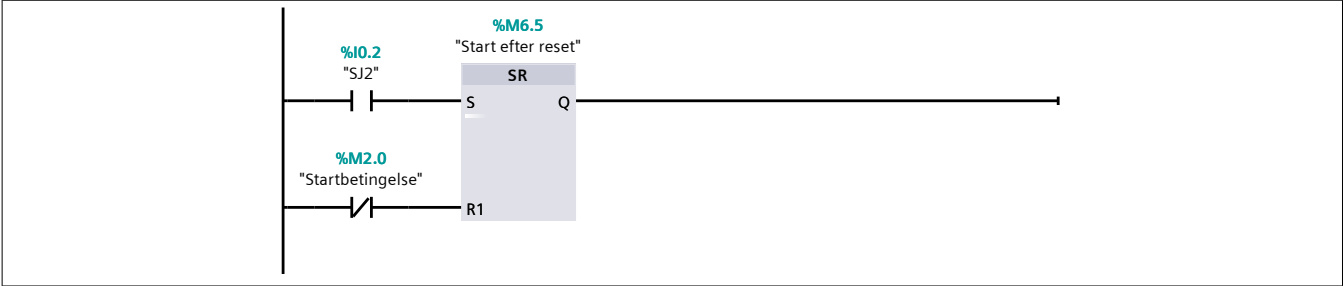 %M6.5
"Start efter reset"
%I0.2
"SJ2"
SR
S Q
%M2.0
"Startbetingelse"
R1